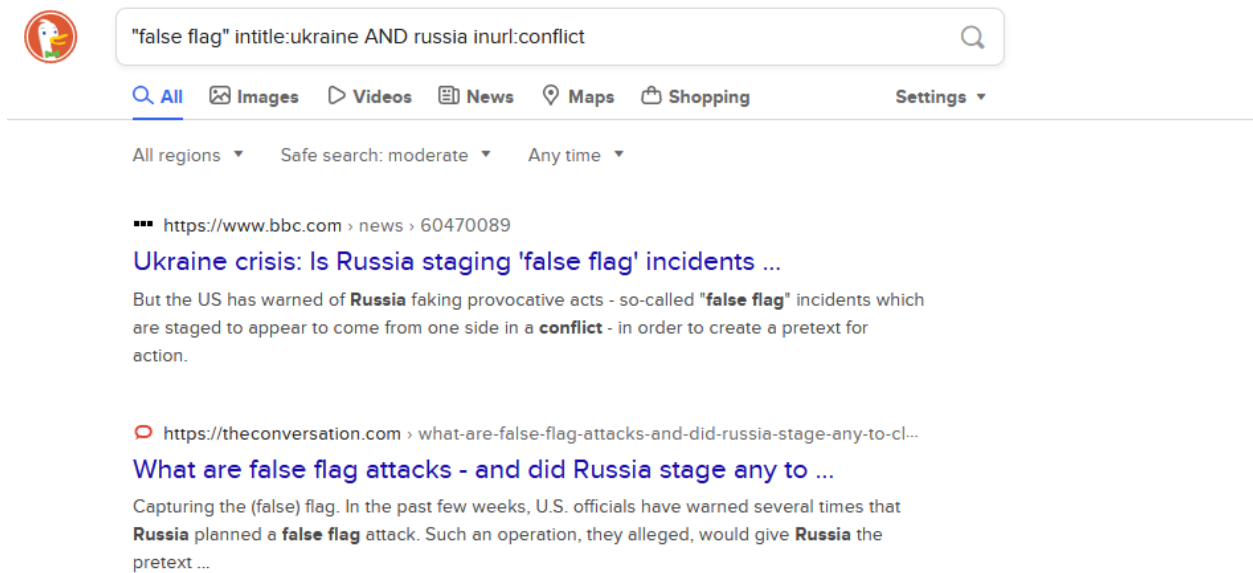 "false flag" intitle:ukraine AND russia inurl:conflict
All Images Videos News Maps Shopping Settings
All regions Safe search: moderate Any time
https://www.bbc.com › news › 60470089
Ukraine crisis: Is Russia staging 'false flag' incidents ...
But the US has warned of Russia faking provocative acts - so-called "false flag" incidents which
are staged to appear to come from one side in a conflict - in order to create a pretext for
action.
https://theconversation.com › what-are-false-flag-attacks-and-did-russia-stage-any-to-cl...
What are false flag attacks - and did Russia stage any to ...
Capturing the (false) flag. In the past few weeks, U.S. officials have warned several times that
Russia planned a false flag attack. Such an operation, they alleged, would give Russia the
pretext ...